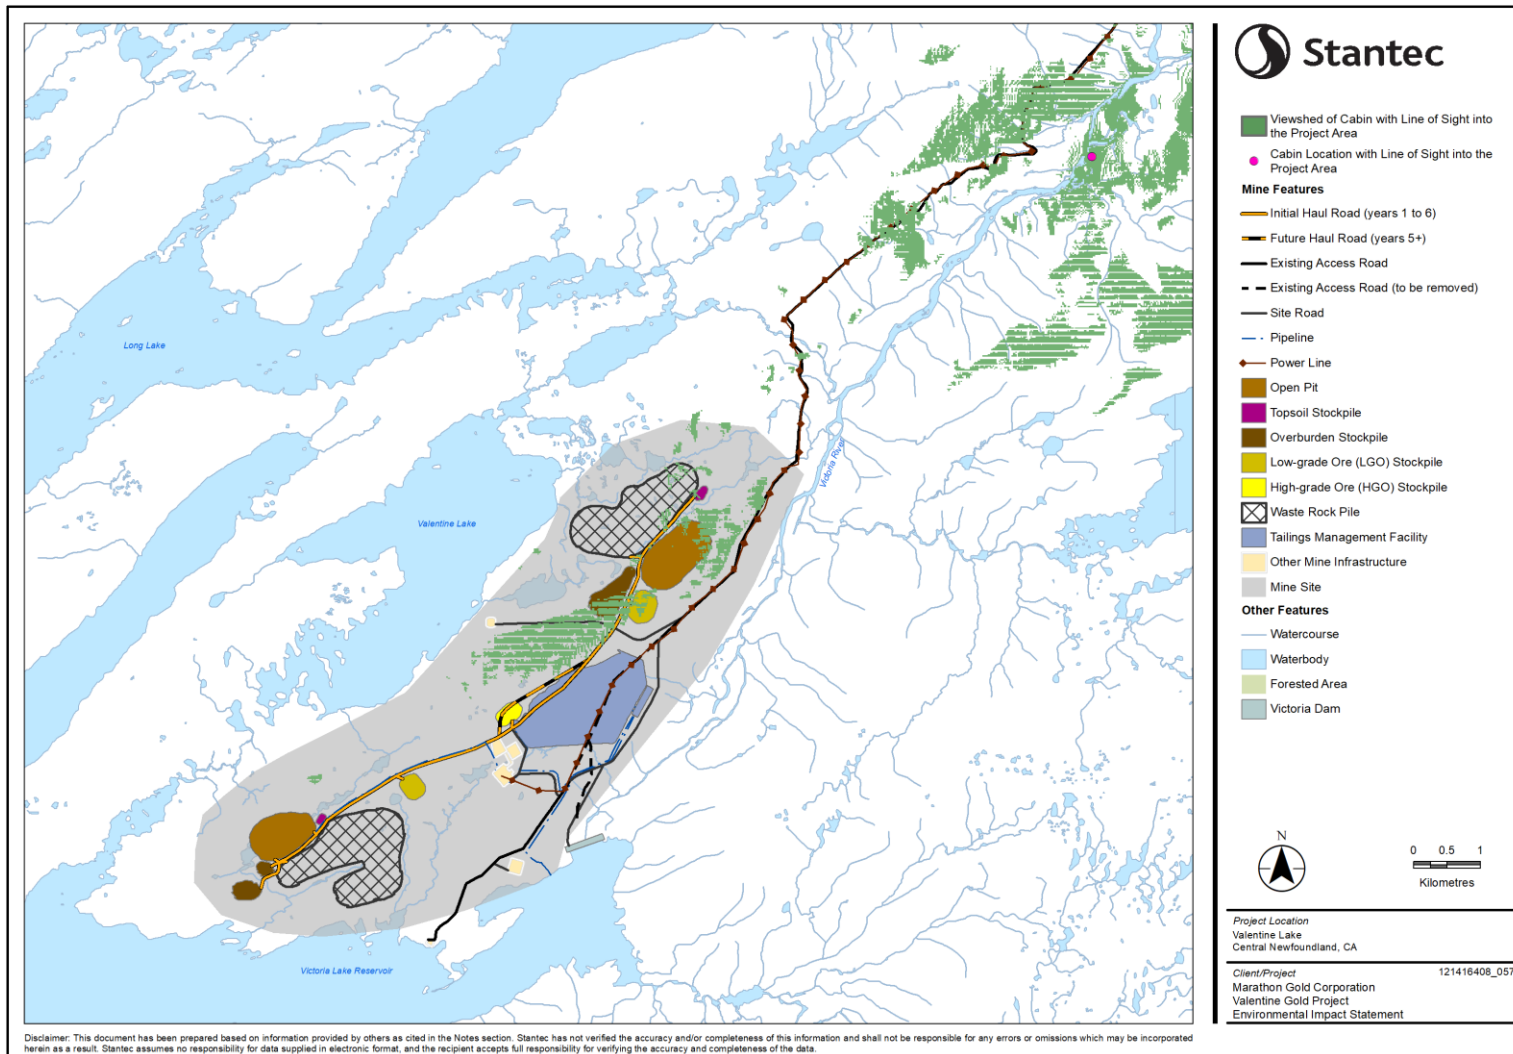 Stantec
Viewshed of Cabin with Line of Sight into
the Project Area
Cabin Location with Line of Sight into the
Project Area
Mine Features
Initial Haul Road (years 1 to 6)
Future Haul Road (years 5+)
Existing Access Road
Existing Access Road (to be removed)
Site Road
Pipeline
Power Line
Open Pit
Topsoil Stockpile
Overburden Stockpile
Low-grade Ore (LGO) Stockpile
High-grade Ore (HGO) Stockpile
Waste Rock Pile
Tailings Management Facility
Other Mine Infrastructure
Mine Site
Other Features
Watercourse
Waterbody
Forested Area
Victoria Dam
Long Lake
Valentine Lake
Victoria River
Victoria Lake Reservoir
N
0 0.5 1
Kilometres
Project Location
Valentine Lake
Central Newfoundland, CA
Client/Project 121416408_057
Marathon Gold Corporation
Valentine Gold Project
Environmental Impact Statement
Disclaimer: This document has been prepared based on information provided by others as cited in the Notes section. Stantec has not verified the accuracy and/or completeness of this information and shall not be responsible for any errors or omissions which may be incorporated
herein as a result. Stantec assumes no responsibility for data supplied in electronic format, and the recipient accepts full responsibility for verifying the accuracy and completeness of the data.